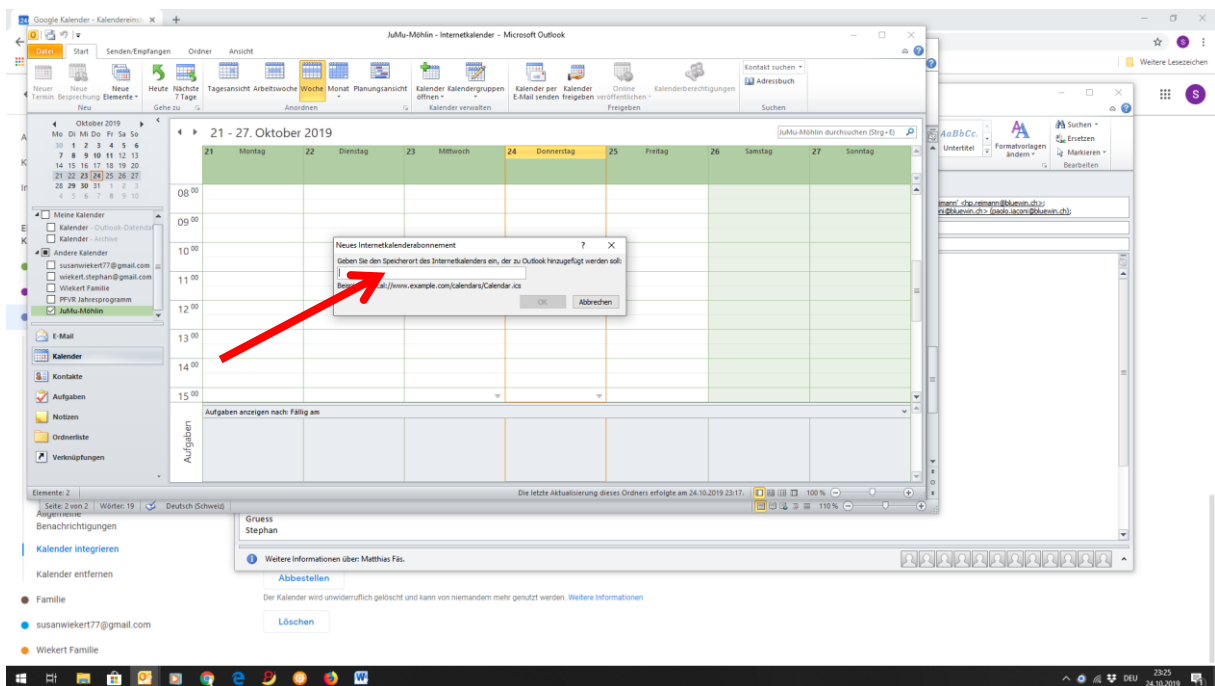 Google Kalender - Kalendereinst
JuMu-Möhlin - Internetkalender - Microsoft Outlook
Datei Start Senden/Empfangen Ordner Ansicht
Weitere Lesezeichen
Neuer Termin
Neue Besprechung
Neue Elemente
Heute
Nächste 7 Tage
Tagesansicht
Arbeitswoche
Woche
Monat
Planungsansicht
Kalender öffnen
Kalendergruppen
Kalender per E-Mail senden
Kalender freigeben
Online veröffentlichen
Kalenderberechtigungen
Kontakt suchen
Adressbuch
Neu
Gehe zu
Anordnen
Kalender verwalten
Freigeben
Suchen
AaBbCc.
Untertitel
Formatvorlagen ändern
Suchen
Ersetzen
Markieren
Bearbeiten
Oktober 2019
Mo Di Mi Do Fr Sa So
30 1 2 3 4 5 6
7 8 9 10 11 12 13
14 15 16 17 18 19 20
21 22 23 24 25 26 27
28 29 30 31 1 2 3
4 5 6 7 8 9 10
21 - 27. Oktober 2019
JuMu-Möhlin durchsuchen (Strg+E)
21 Montag 22 Dienstag 23 Mittwoch 24 Donnerstag 25 Freitag 26 Samstag 27 Sonntag
Meine Kalender
Kalender - Outlook-Datendat
Kalender - Archive
Andere Kalender
susanwiekert77@gmail.com
wiekert.stephan@gmail.com
Wiekert Familie
PFVR Jahresprogramm
JuMu-Möhlin
E-Mail
Kalender
Kontakte
Aufgaben
Notizen
Ordnerliste
Verknüpfungen
08 00
09 00
10 00
11 00
12 00
13 00
14 00
15 00
Neues Internetkalenderabonnement ?
Geben Sie den Speicherort des Internetkalenders ein, der zu Outlook hinzugefügt werden soll:
cal://www.example.com/calendars/Calendar.ics
OK Abbrechen
Aufgaben anzeigen nach: Fällig am
Aufgaben
Elemente: 2
Die letzte Aktualisierung dieses Ordners erfolgte am 24.10.2019 23:17.
100 %
Seite: 2 von 2 Wörter: 19 Deutsch (Schweiz)
110 %
<hp.reimann@bluewin.ch>;
(paolo.iaconi@bluewin.ch);
Gruess
Stephan
Weitere Informationen über: Matthias Fäs.
Allgemeine
Benachrichtigungen
Kalender integrieren
Kalender entfernen
Familie
susanwiekert77@gmail.com
Wiekert Familie
Abbestellen
Der Kalender wird unwiderruflich gelöscht und kann von niemandem mehr genutzt werden. Weitere Informationen
Löschen
DEU
23:25
24.10.2019